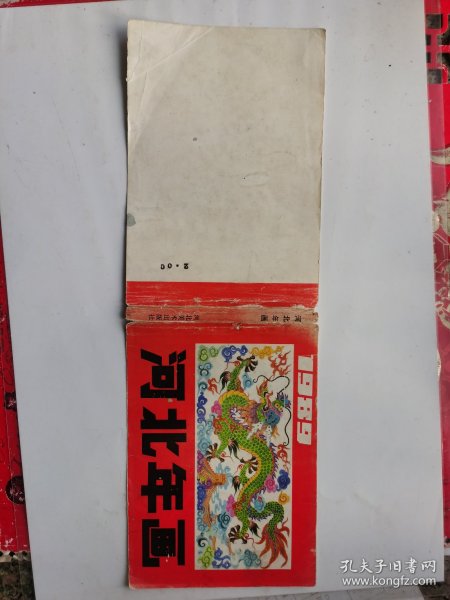 1989
河北年画
河北年画
河北美术出版社
2.00
孔夫子旧书网
www.kongfz.com